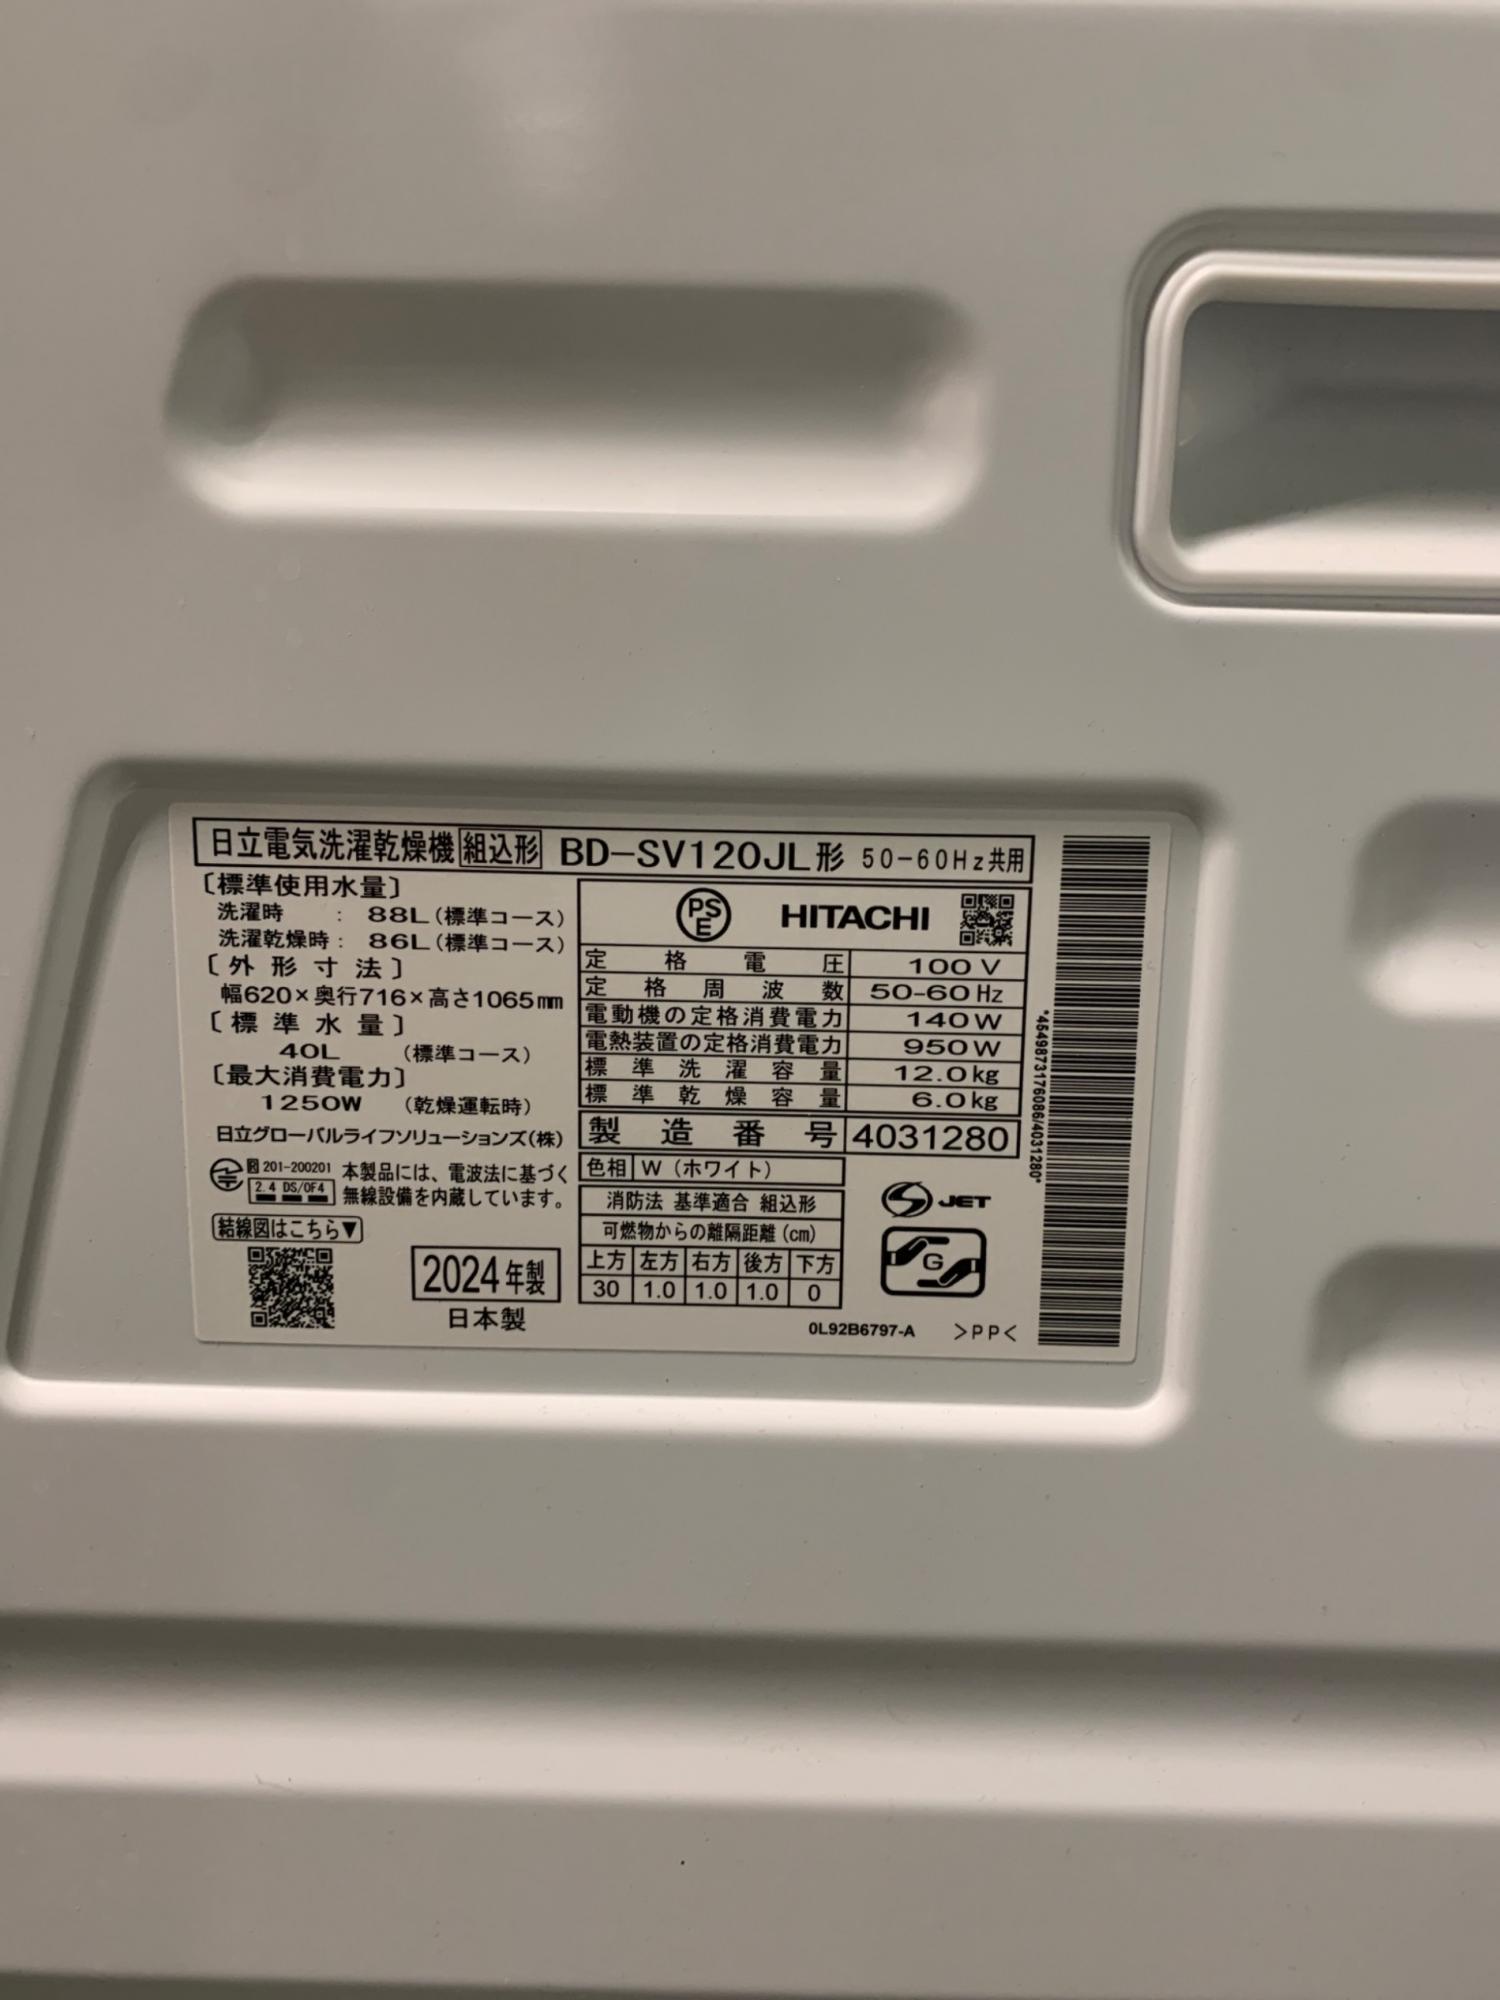 日立電気洗濯乾燥機 組込形 BD-SV120JL形 50-60Hz共用
〔標準使用水量〕
洗濯時 : 88L(標準コース)
洗濯乾燥時: 86L(標準コース)
〔外形寸法〕
幅620×奥行716×高さ1065mm
〔標準水量〕
40L (標準コース)
〔最大消費電力〕
1250W (乾燥運転時)
日立グローバルライフソリューションズ(株)
R 201-200201 本製品には、電波法に基づく
2.4 DS/OF4 無線設備を内蔵しています。
結線図はこちら▼
2024年製
日本製
PS E HITACHI
定格電圧 100V
定格周波数 50-60Hz
電動機の定格消費電力 140W
電熱装置の定格消費電力 950W
標準洗濯容量 12.0kg
標準乾燥容量 6.0kg
製造番号 4031280
色相 W(ホワイト)
消防法 基準適合 組込形
可燃物からの離隔距離(cm)
上方 左方 右方 後方 下方
30 1.0 1.0 1.0 0
S JET
G
0L92B6797-A >PP<
*4549873176086/4031280*